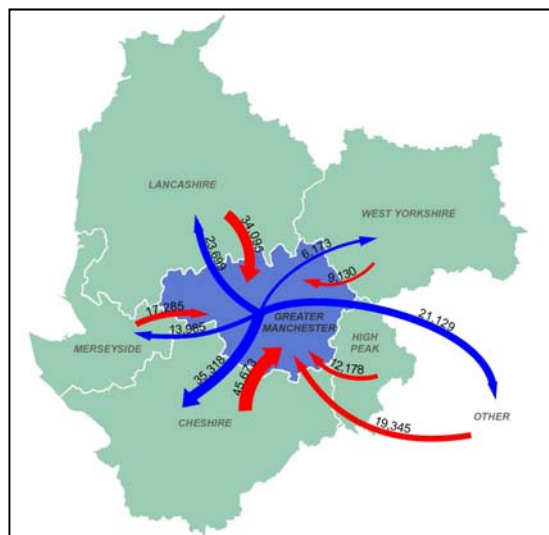 LANCASHIRE
WEST YORKSHIRE
34,095
23,699
6,173
9,130
17,285
13,985
MERSEYSIDE
GREATER
MANCHESTER
21,129
HIGH
PEAK
35,318
45,673
12,178
CHESHIRE
19,345
OTHER